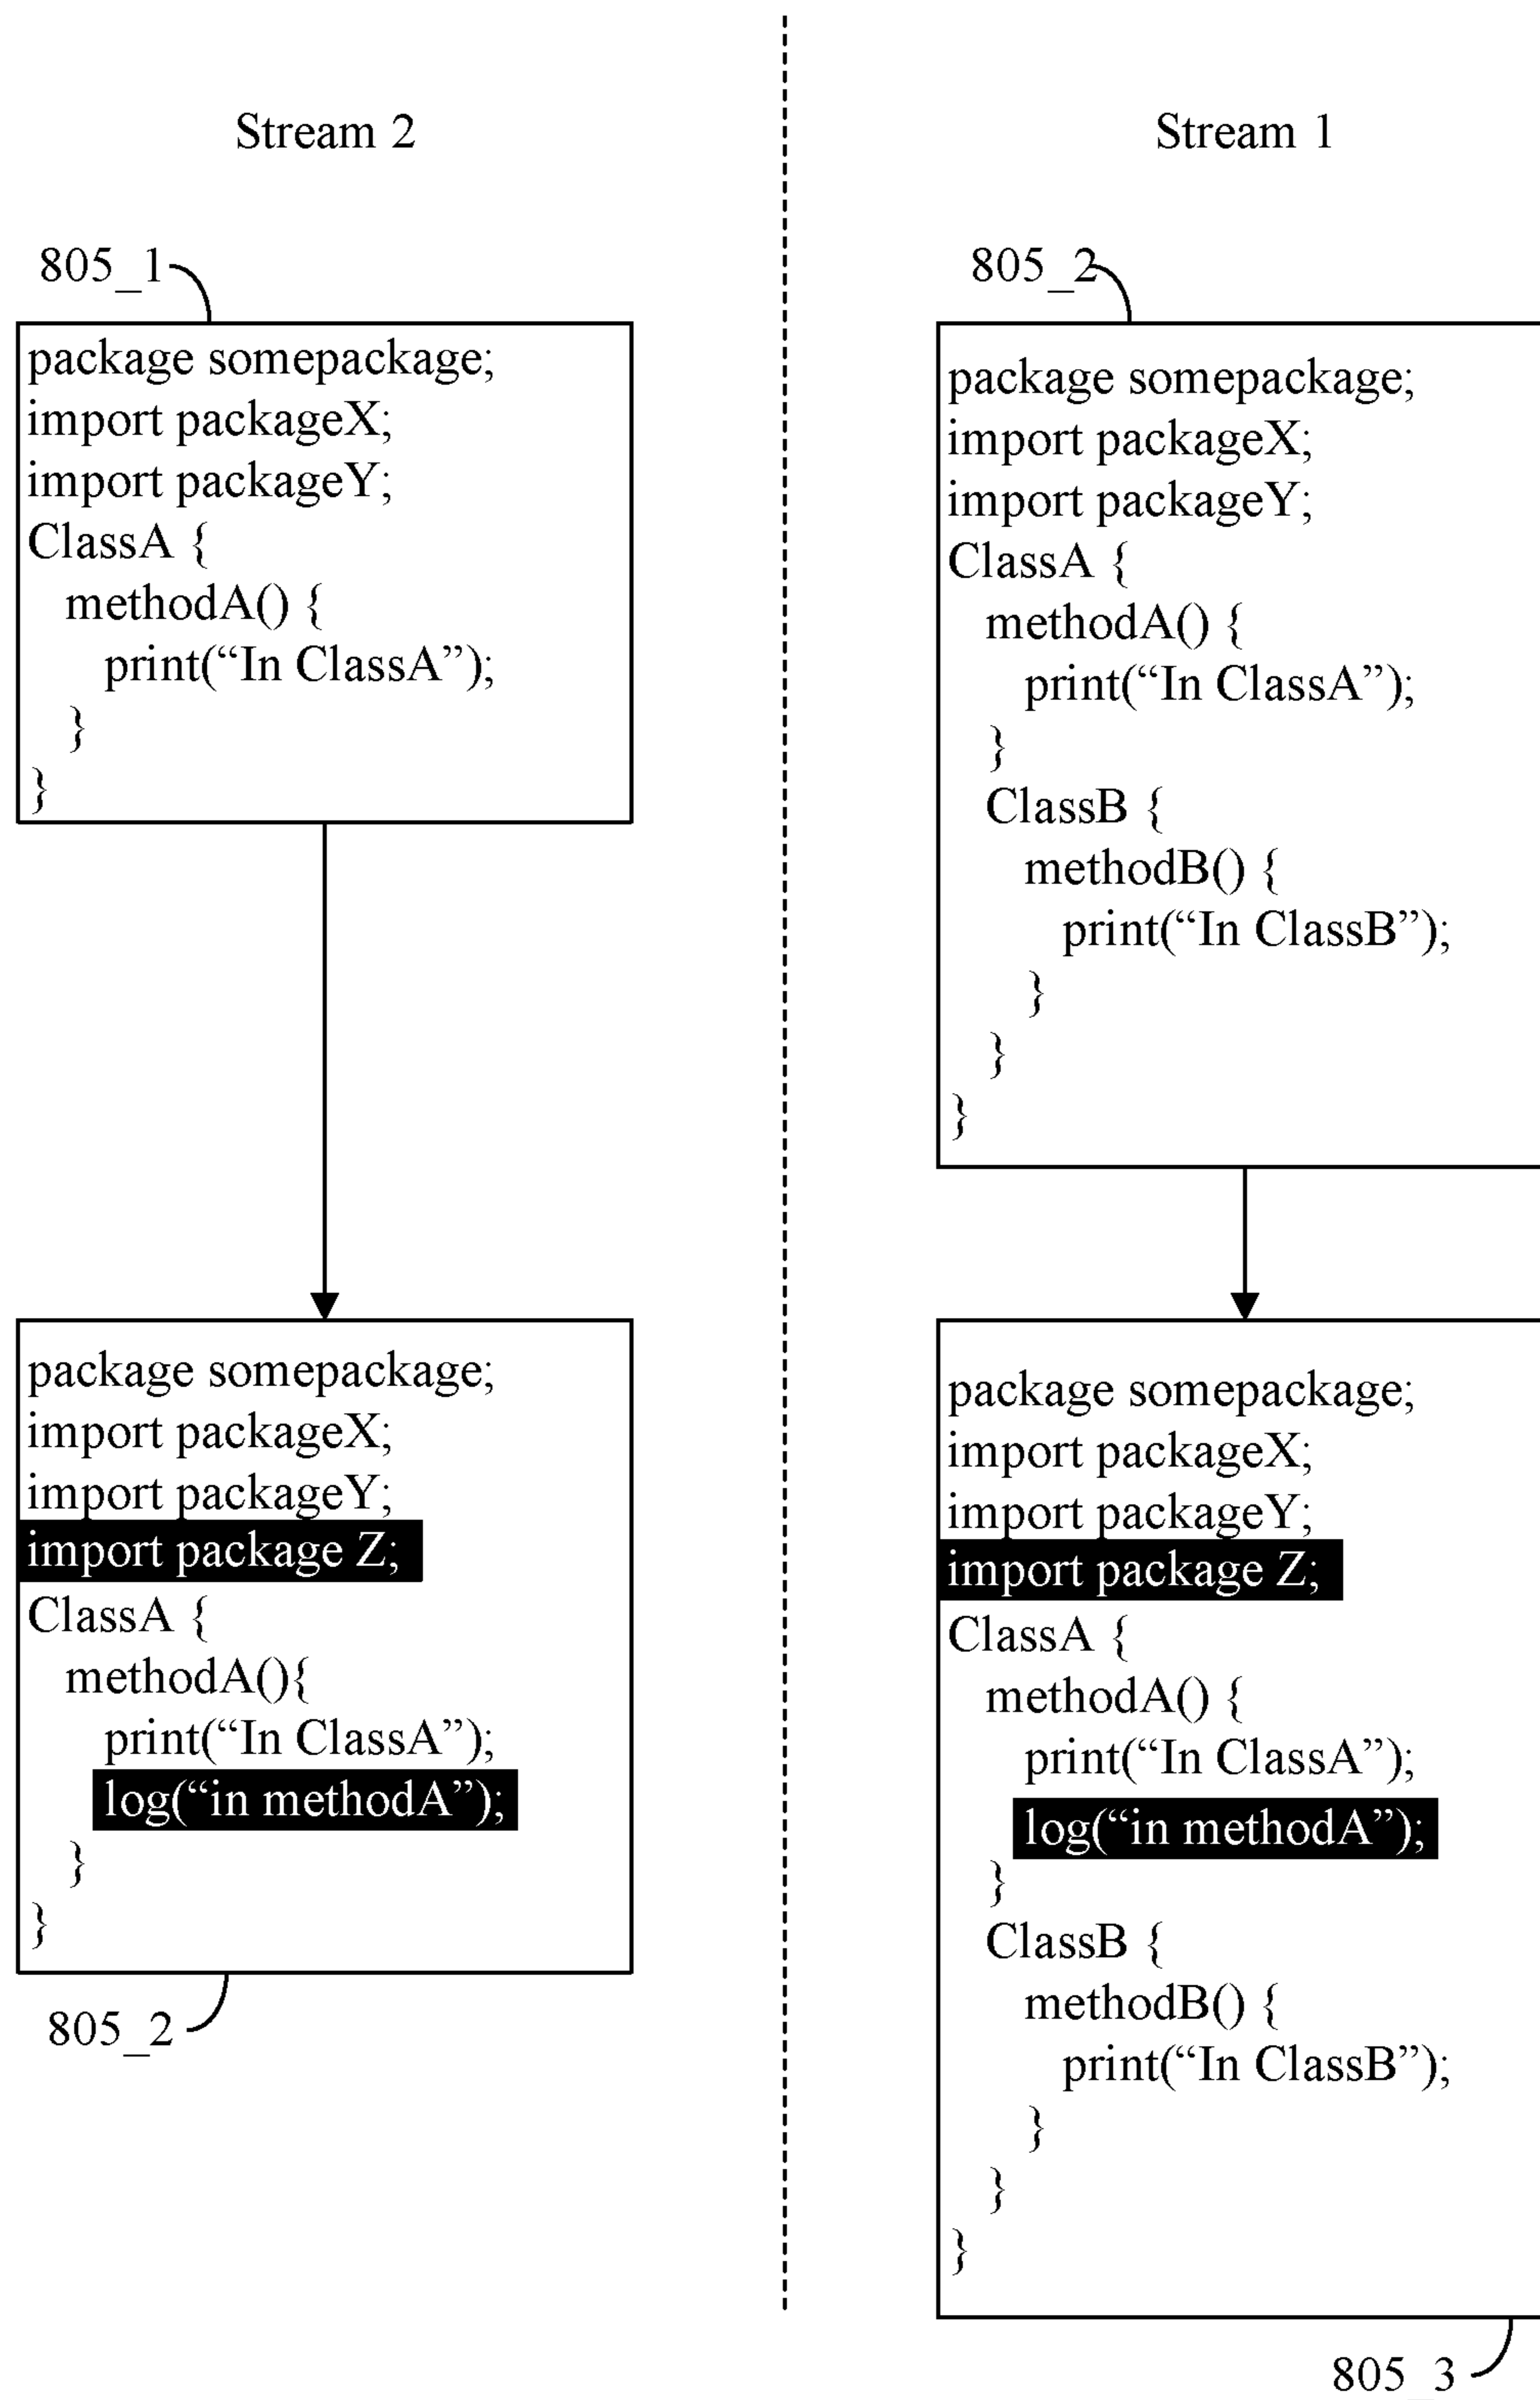 Stream 2
805_1
package somepackage;
import packageX;
import packageY;
ClassA {
methodA() {
print(“In ClassA”);
}
}
package somepackage;
import packageX;
import packageY;
import package Z;
ClassA {
methodA(){
print(“In ClassA”);
log(“in methodA”);
}
}
805_2
Stream 1
805_2
package somepackage;
import packageX;
import packageY;
ClassA {
methodA() {
print(“In ClassA”);
}
ClassB {
methodB() {
print(“In ClassB”);
}
}
}
package somepackage;
import packageX;
import packageY;
import package Z;
ClassA {
methodA() {
print(“In ClassA”);
log(“in methodA”);
}
ClassB {
methodB() {
print(“In ClassB”);
}
}
}
805_3